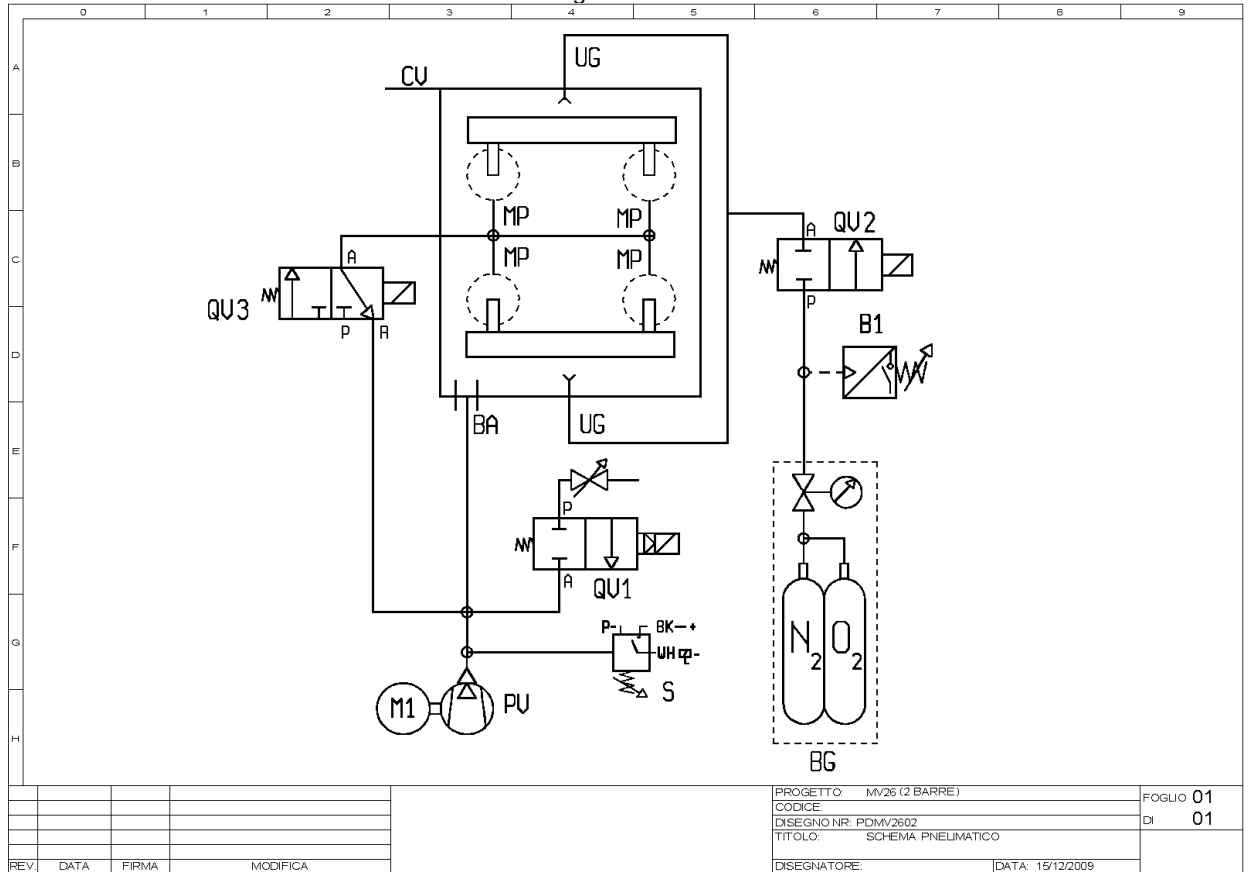 g
0 1 2 3 4 5 6 7 8 9
A
B
C
D
E
F
G
H
UG
CV
MP MP
MP MP
A
QV2
P
A
QV3
P R
B1
BA
UG
P
A
QV1
P- BK-+
WH -
S
M1
PV
N2 O2
BG
PROGETTO: MV26 (2 BARRE)
CODICE:
DISEGNO NR: PDMV2602
TITOLO: SCHEMA PNEUMATICO
DISEGNATORE: DATA: 15/12/2009
FOGLIO 01
DI 01
REV. DATA FIRMA MODIFICA